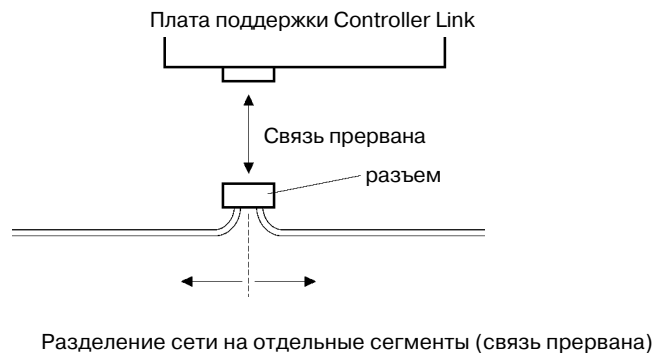 Плата поддержки Controller Link
Связь прервана
разъем
Разделение сети на отдельные сегменты (связь прервана)